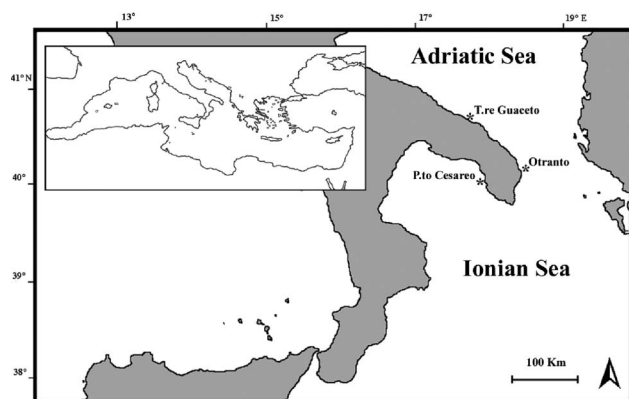 13°
15°
17°
19° E
41°N
40°
39°
38°
Adriatic Sea
T.re Guaceto
Otranto
P.to Cesareo
Ionian Sea
100 Km